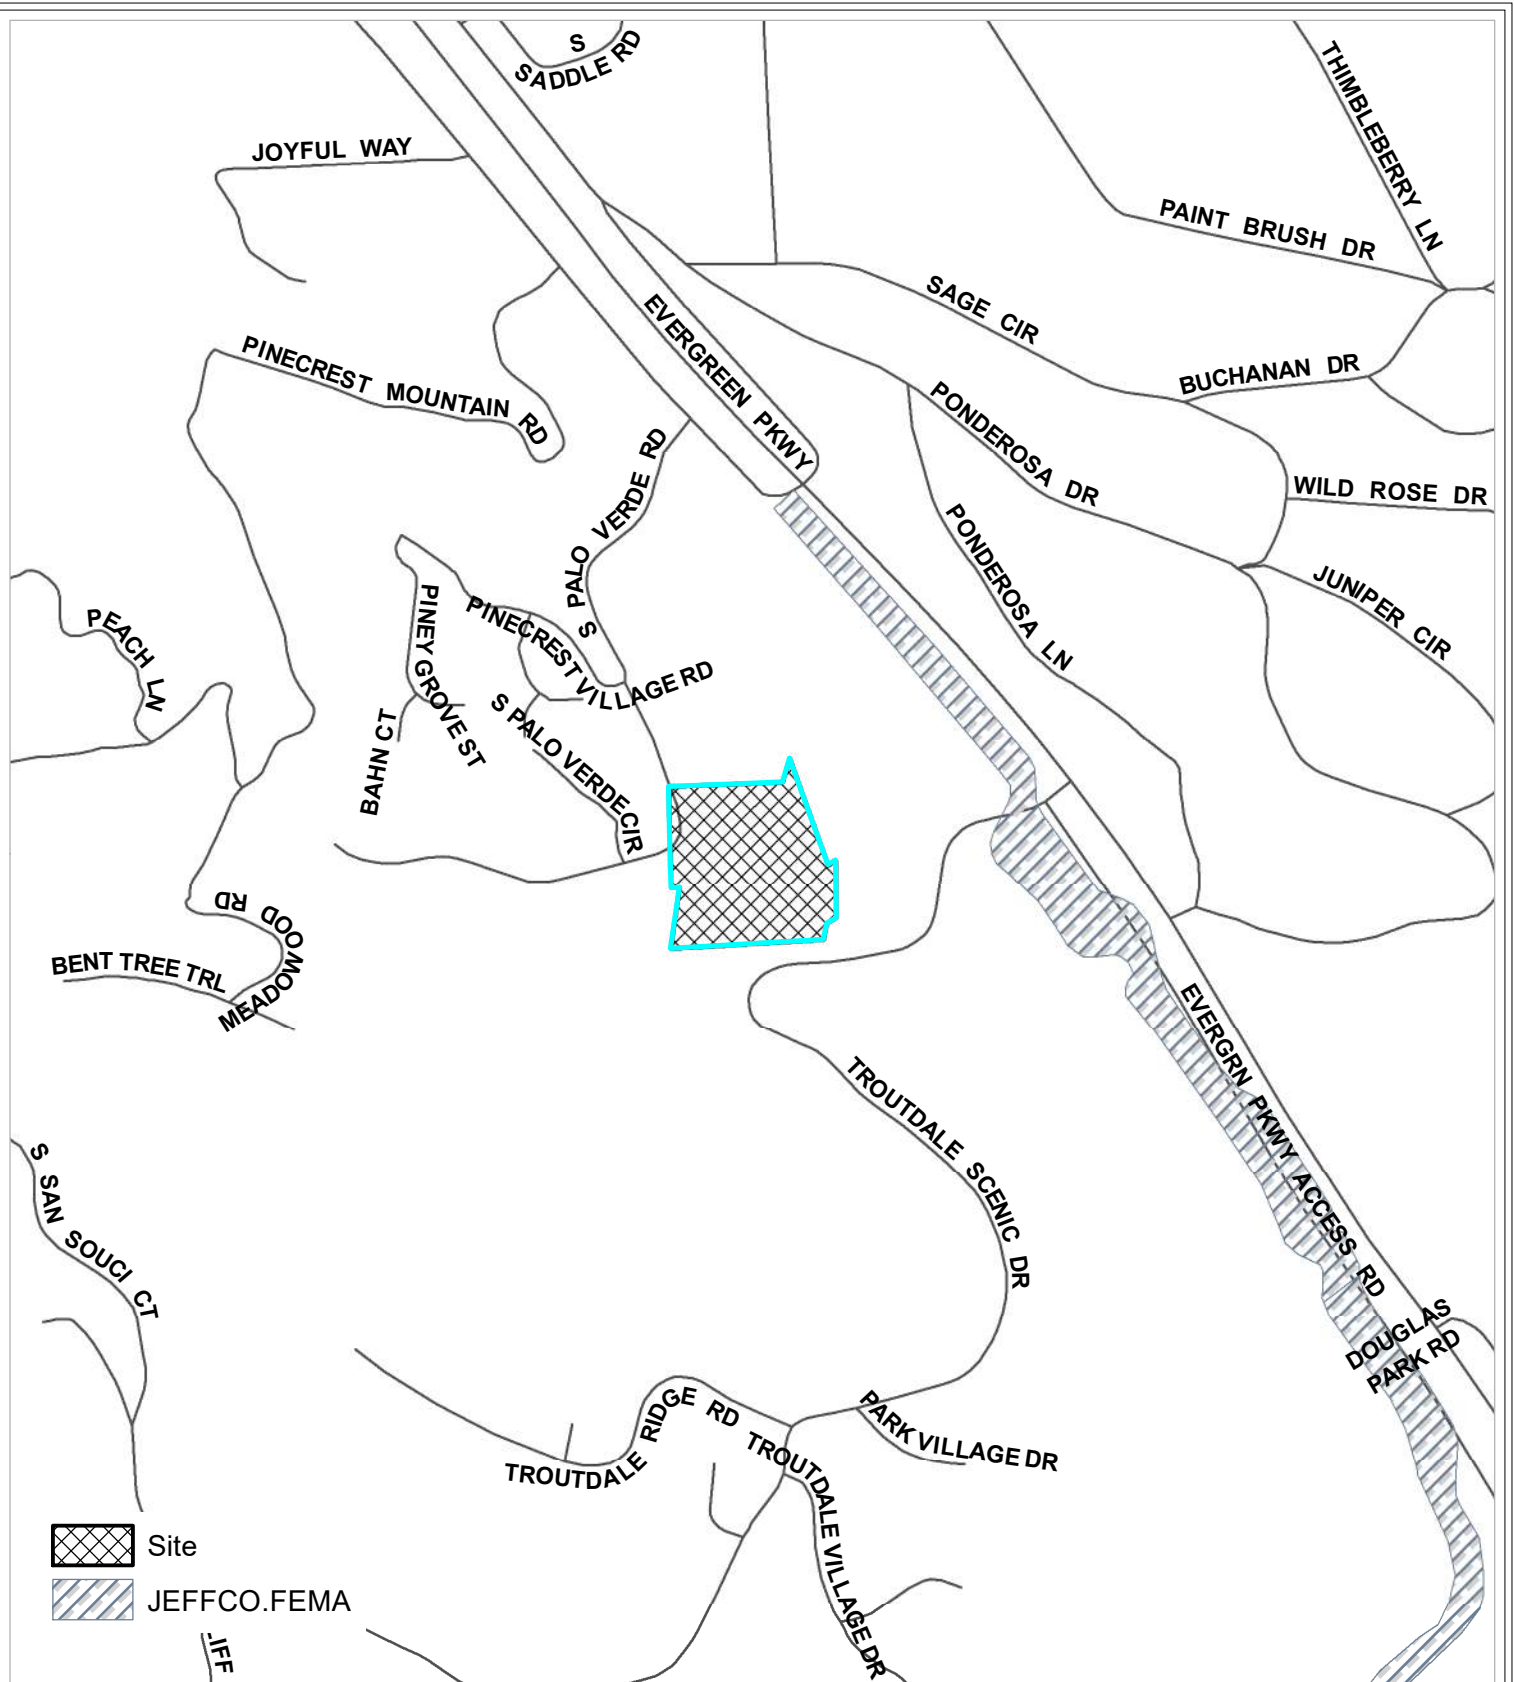 S
SADDLE RD
THIMBLEBERRY LN
JOYFUL WAY
PAINT BRUSH DR
SAGE CIR
EVERGREEN PKWY
PINECREST MOUNTAIN RD
BUCHANAN DR
PONDEROSA DR
S PALO VERDE RD
WILD ROSE DR
PONDEROSA LN
JUNIPER CIR
PEACH LN
PINEY GROVE ST
PINECREST VILLAGE RD
S PALO VERDE CIR
BAHN CT
MEADOW OOD RD
BENT TREE TRL
EVERGRN PKWY ACCESS RD
TROUTDALE SCENIC DR
S SAN SOUCI CT
DOUGLAS
PARK RD
TROUTDALE RIDGE RD
PARK VILLAGE DR
TROUTDALE VILLAGE DR
Site
JEFFCO.FEMA